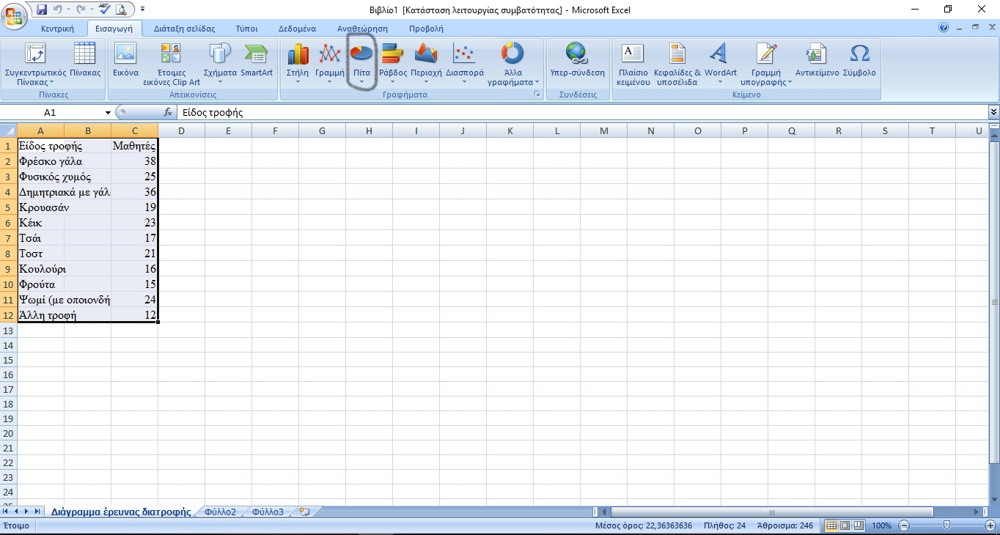 Βιβλίο1 [Κατάσταση λειτουργίας συμβατότητας] - Microsoft Excel
Κεντρική Εισαγωγή Διάταξη σελίδας Τύποι Δεδομένα Αναθεώρηση Προβολή
Συγκεντρωτικός Πίνακας Εικόνα Έτοιμες Σχήματα SmartArt Στήλη Γραμμή Πίτα Ράβδος Περιοχή Διασπορά Άλλα Υπερ-σύνδεση Πλαίσιο Κεφαλίδες & WordArt Γραμμή Αντικείμενο Σύμβολο
Πίνακας εικόνες Clip Art γραφήματα κειμένου υποσέλιδα υπογραφής
Πίνακες Απεικονίσεις Γραφήματα Συνδέσεις Κείμενο
A1 fx Είδος τροφής
A B C D E F G H I J K L M N O P Q R S T U
1 Είδος τροφής Μαθητές
2 Φρέσκο γάλα 38
3 Φυσικός χυμός 25
4 Δημητριακά με γάλ 36
5 Κρουασάν 19
6 Κέικ 23
7 Τσάι 17
8 Τοστ 21
9 Κουλούρι 16
10 Φρούτα 15
11 Ψωμί (με οποιονδή 24
12 Άλλη τροφή 12
13
14
15
16
17
18
19
20
21
22
23
24
Διάγραμμα έρευνας διατροφής Φύλλο2 Φύλλο3
Έτοιμο Μέσος όρος: 22,36363636 Πλήθος: 24 Άθροισμα: 246 100%